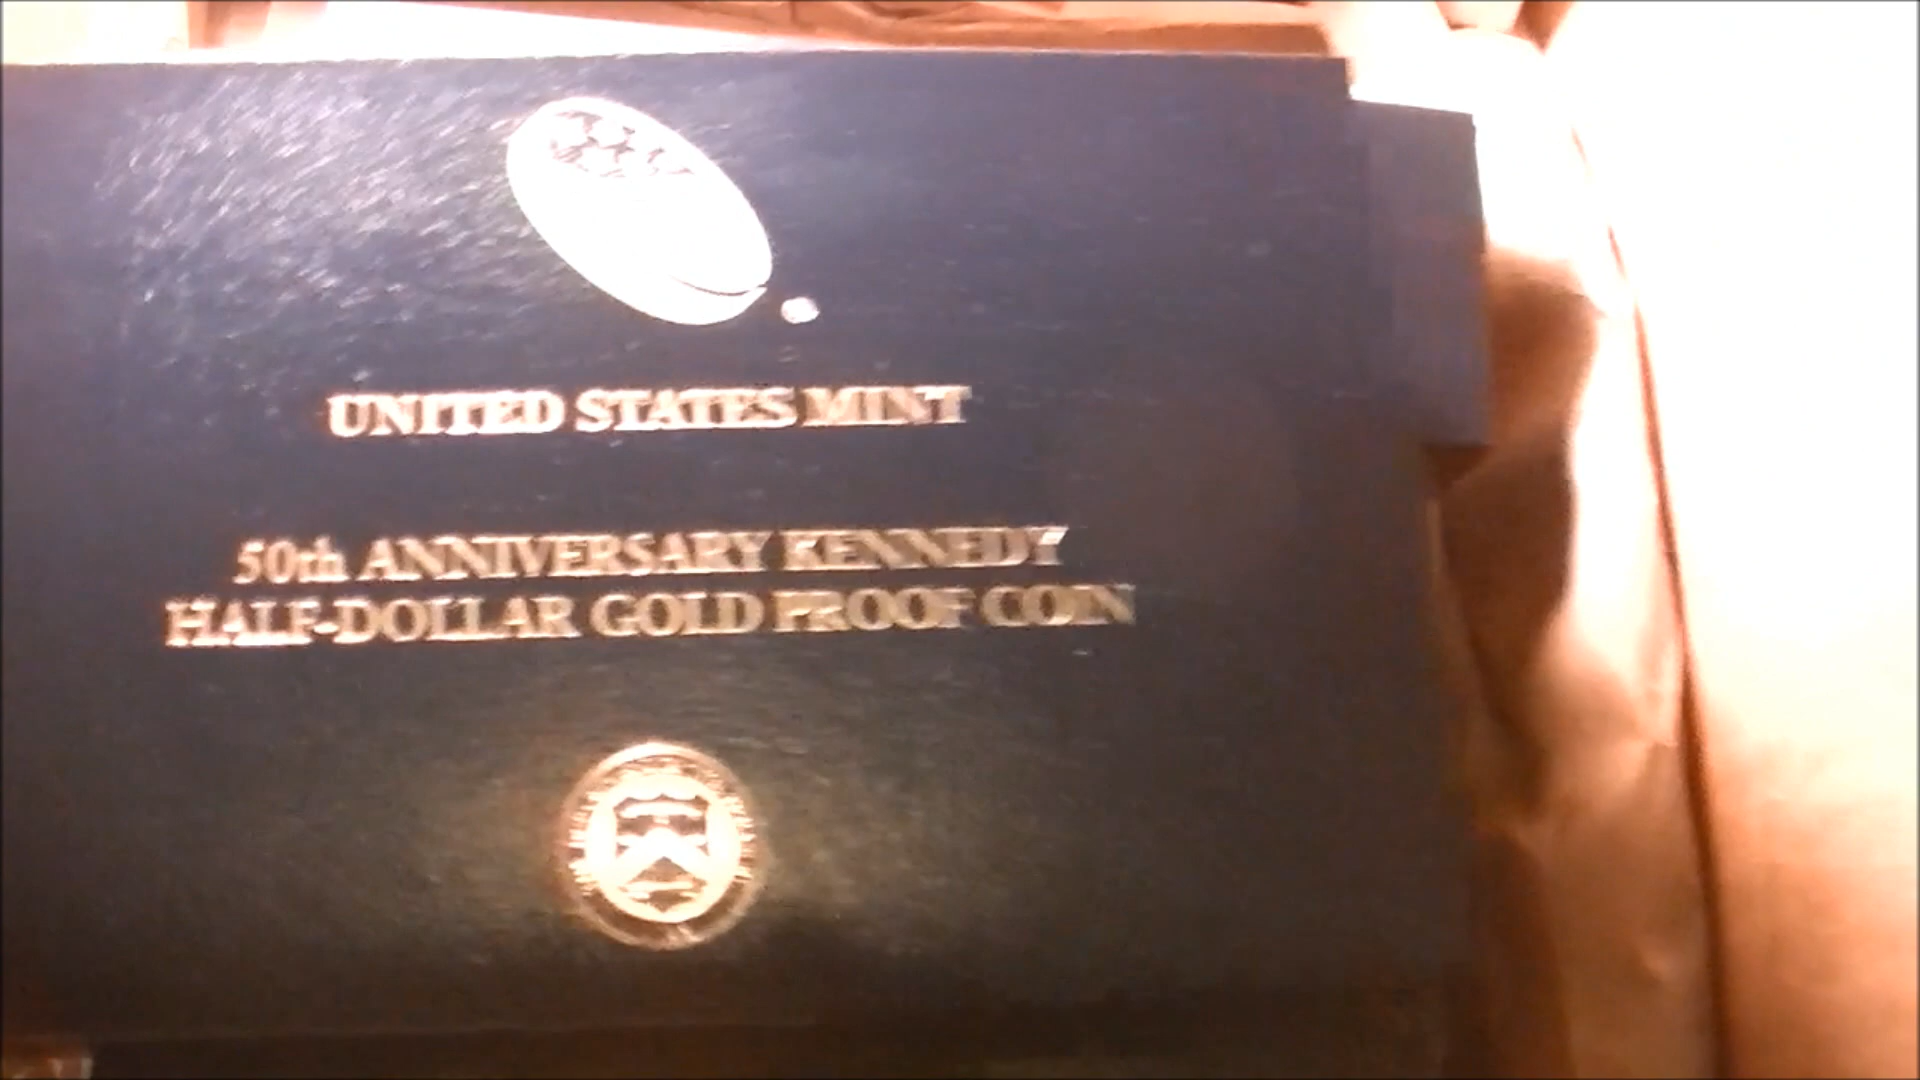 UNITED STATES MINT
50th ANNIVERSARY KENNEDY
HALF-DOLLAR GOLD PROOF COIN